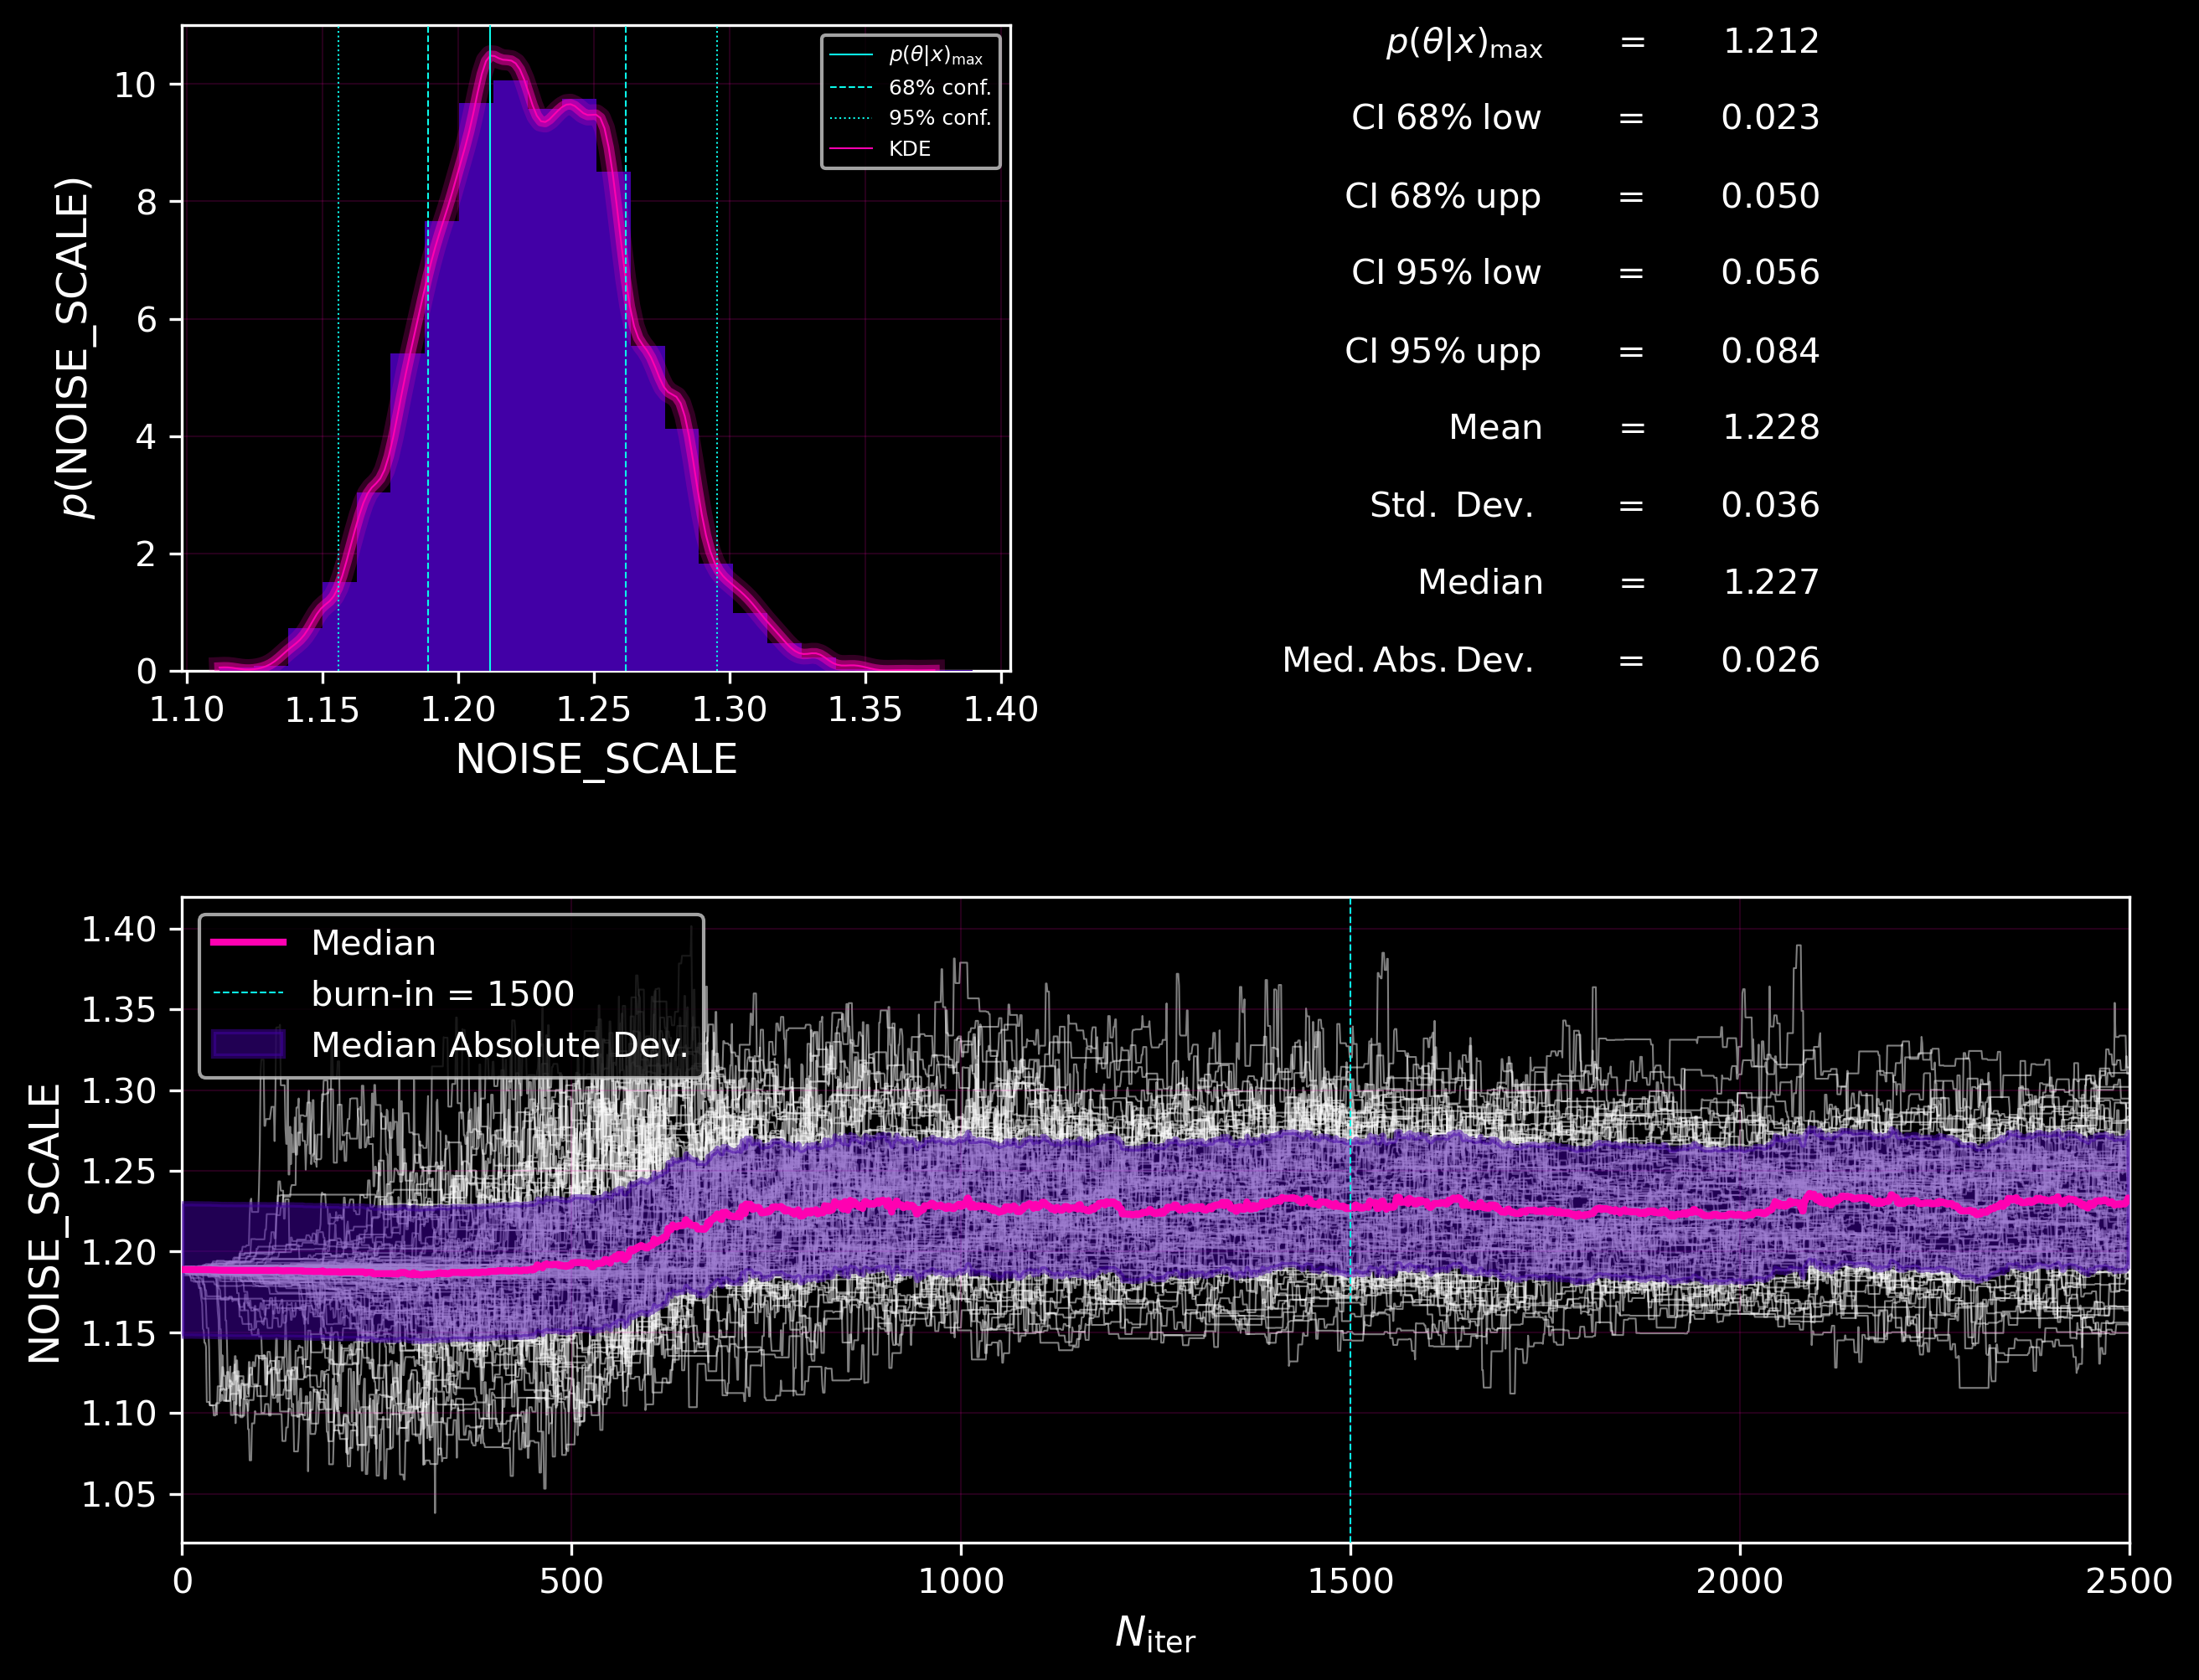 p(θ|x)max
68% conf.
95% conf.
KDE
10
8
6
4
2
0
p(NOISE_SCALE)
1.10 1.15 1.20 1.25 1.30 1.35 1.40
NOISE_SCALE
p(θ|x)max = 1.212
CI 68% low = 0.023
CI 68% upp = 0.050
CI 95% low = 0.056
CI 95% upp = 0.084
Mean = 1.228
Std. Dev. = 0.036
Median = 1.227
Med. Abs. Dev. = 0.026
Median
burn-in = 1500
Median Absolute Dev.
1.40
1.35
1.30
1.25
1.20
1.15
1.10
1.05
NOISE_SCALE
0 500 1000 1500 2000 2500
Niter